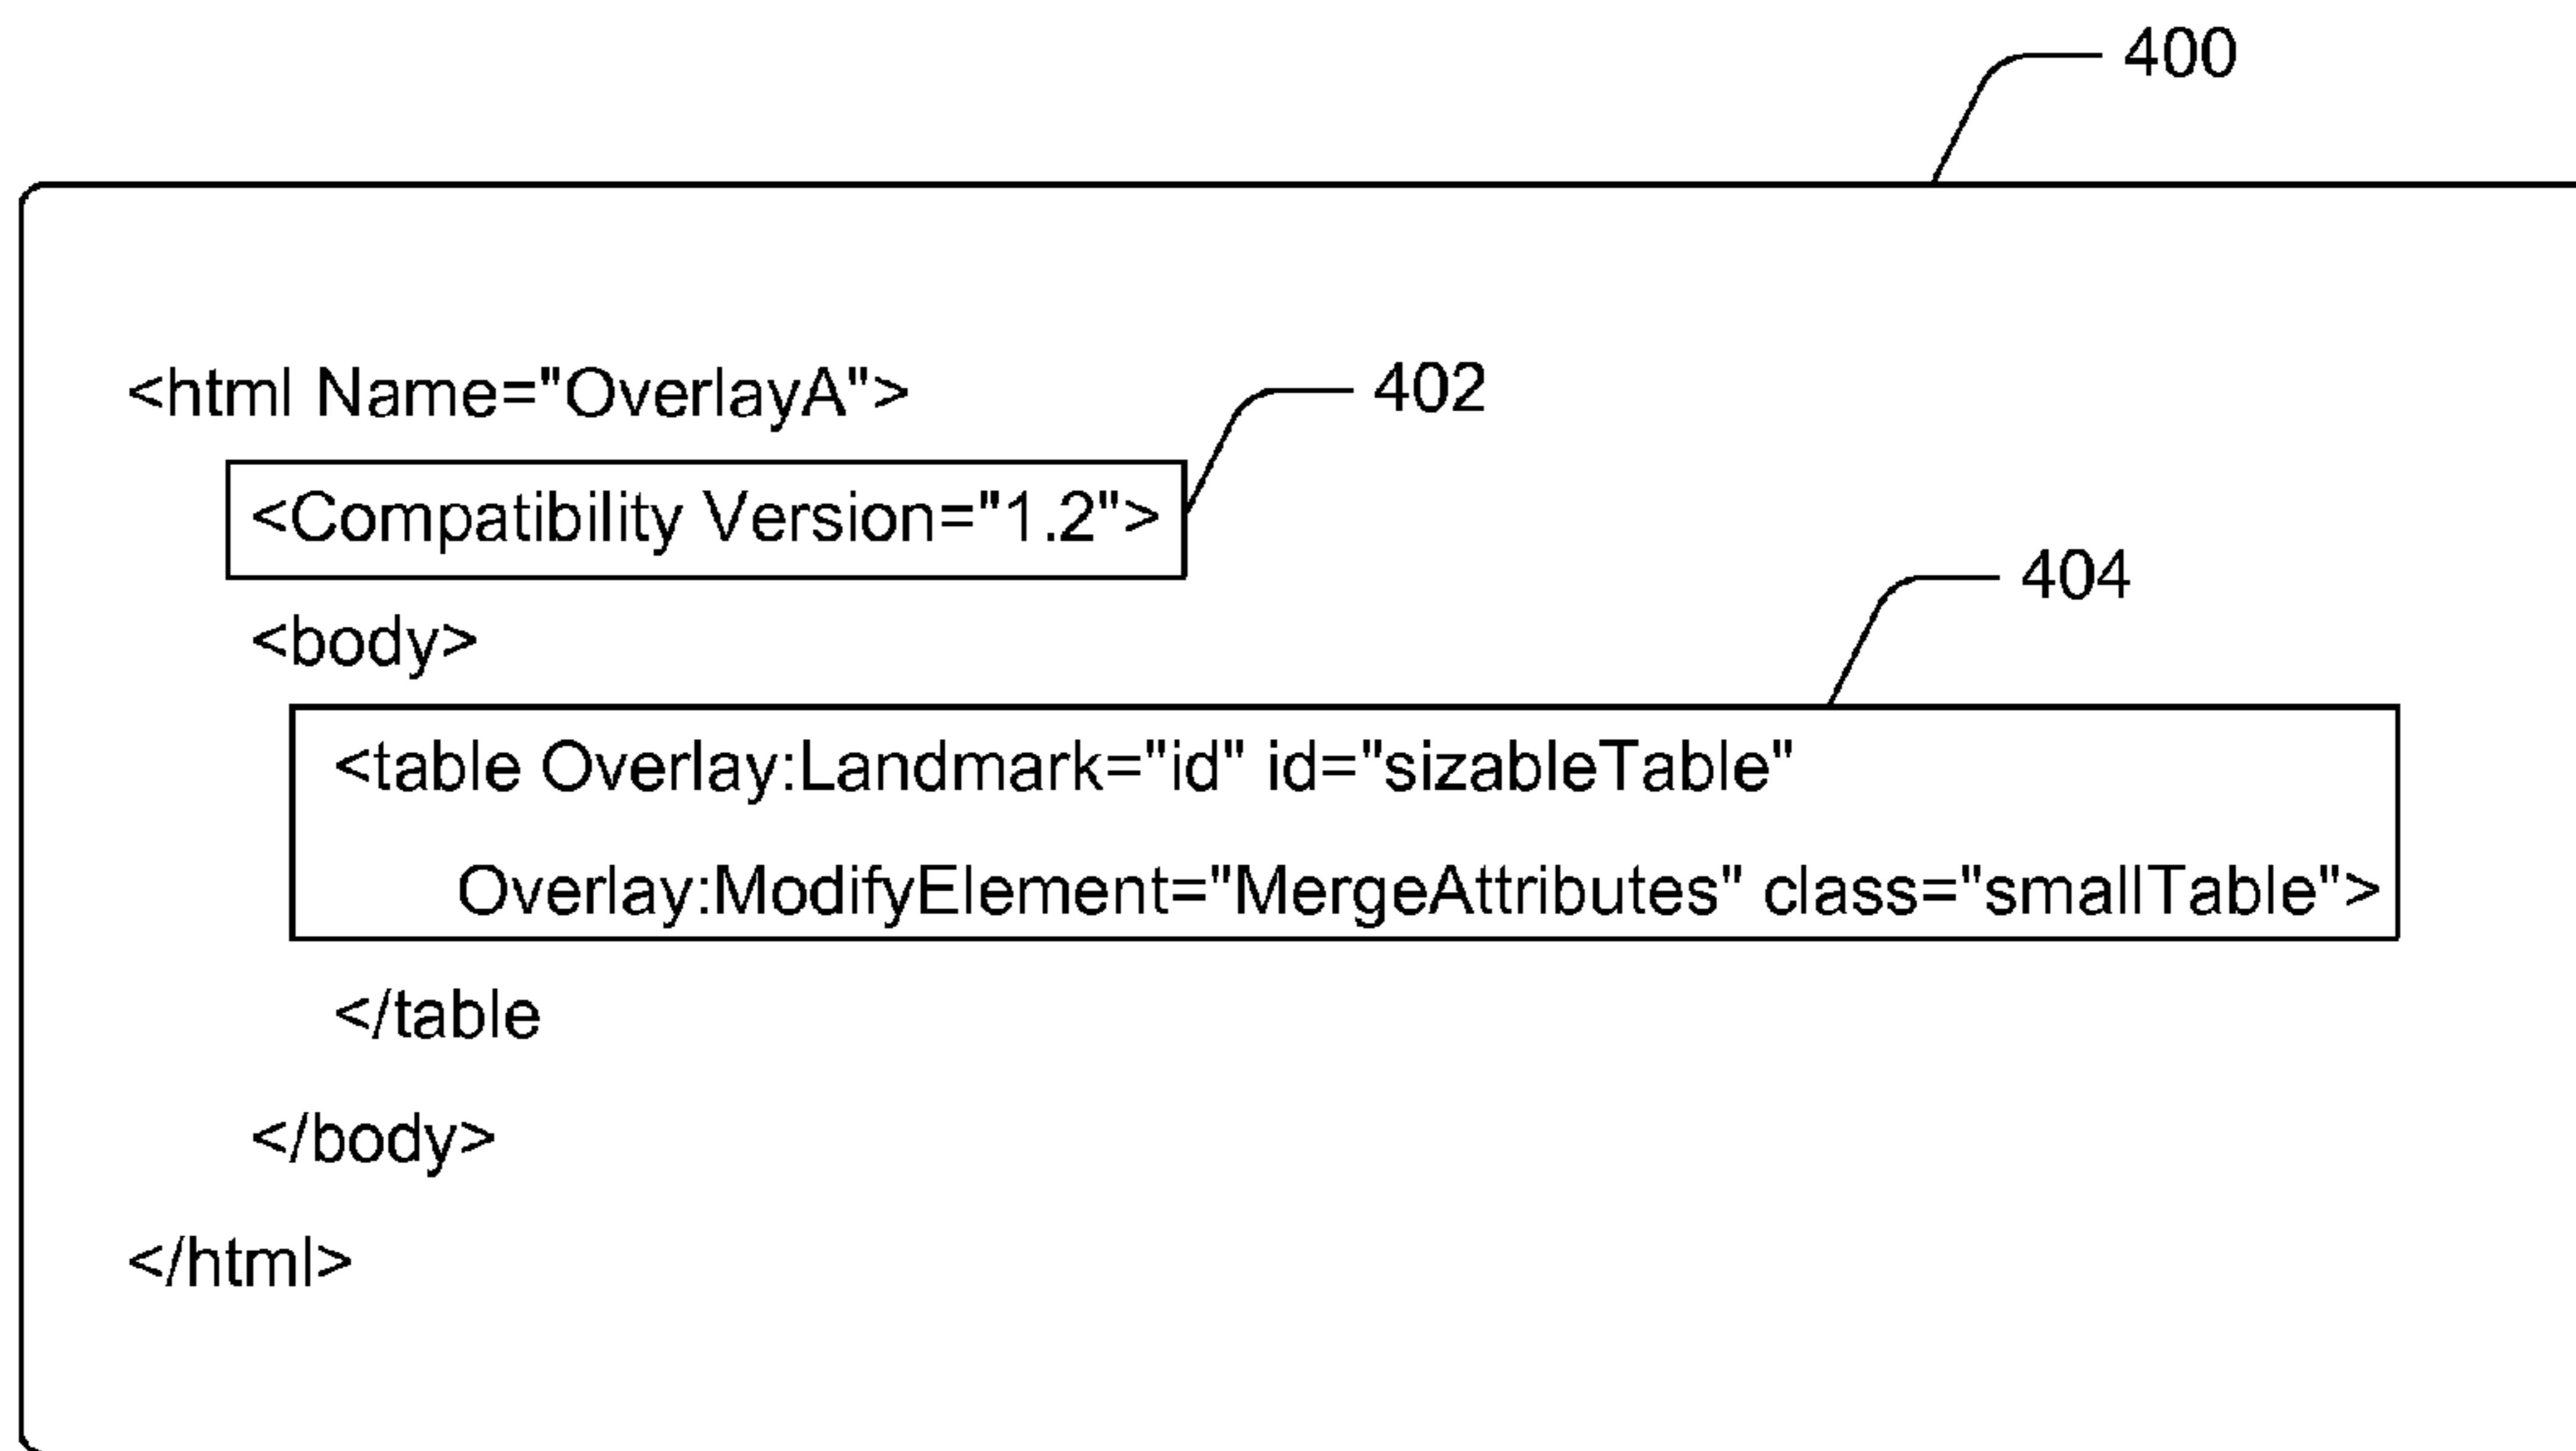 400
<html Name="OverlayA">
402
<Compatibility Version="1.2">
404
<body>
<table Overlay:Landmark="id" id="sizableTable"
Overlay:ModifyElement="MergeAttributes" class="smallTable">
</table
</body>
</html>